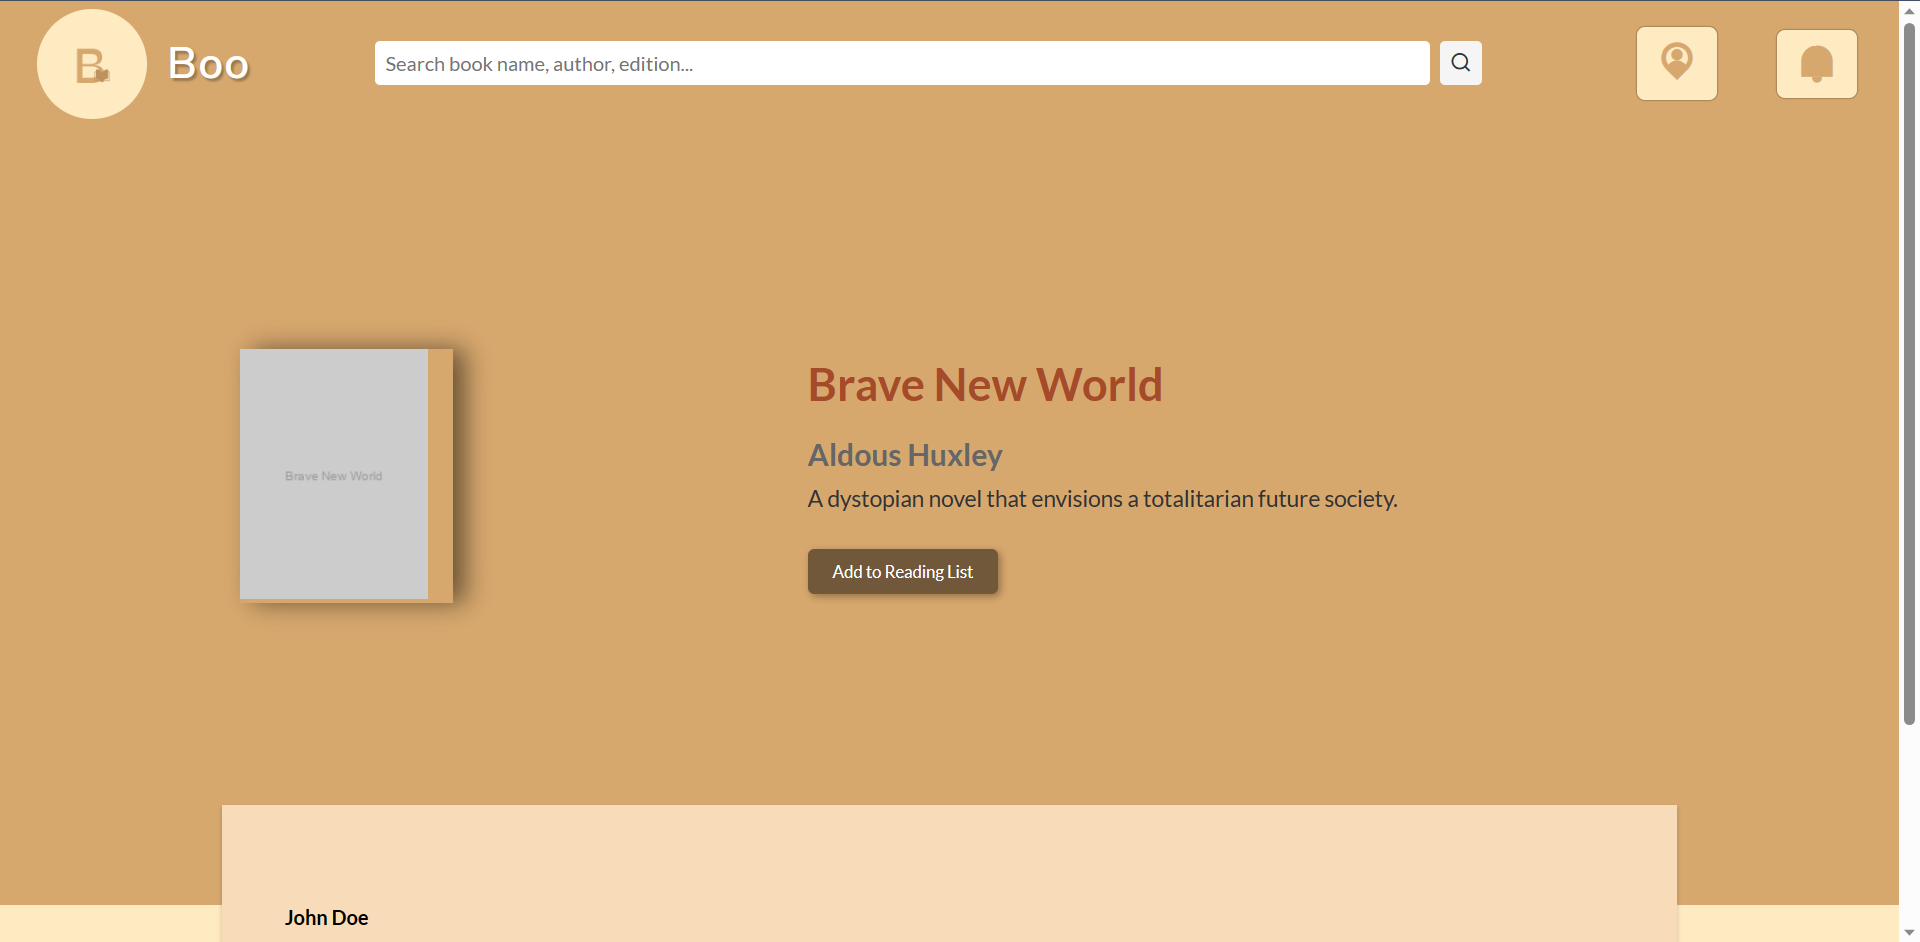 B
Boo
Search book name, author, edition...
Brave New World
Brave New World
Aldous Huxley
A dystopian novel that envisions a totalitarian future society.
Add to Reading List
John Doe